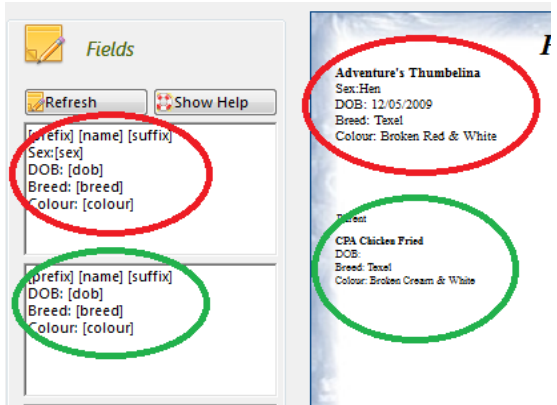 Fields
Refresh
Show Help
[prefix] [name] [suffix]
Sex:[sex]
DOB: [dob]
Breed: [breed]
Colour: [colour]
[prefix] [name] [suffix]
DOB: [dob]
Breed: [breed]
Colour: [colour]
Adventure's Thumbelina
Sex:Hen
DOB: 12/05/2009
Breed: Texel
Colour: Broken Red & White
Parent
CPA Chicken Fried
DOB:
Breed: Texel
Colour: Broken Cream & White